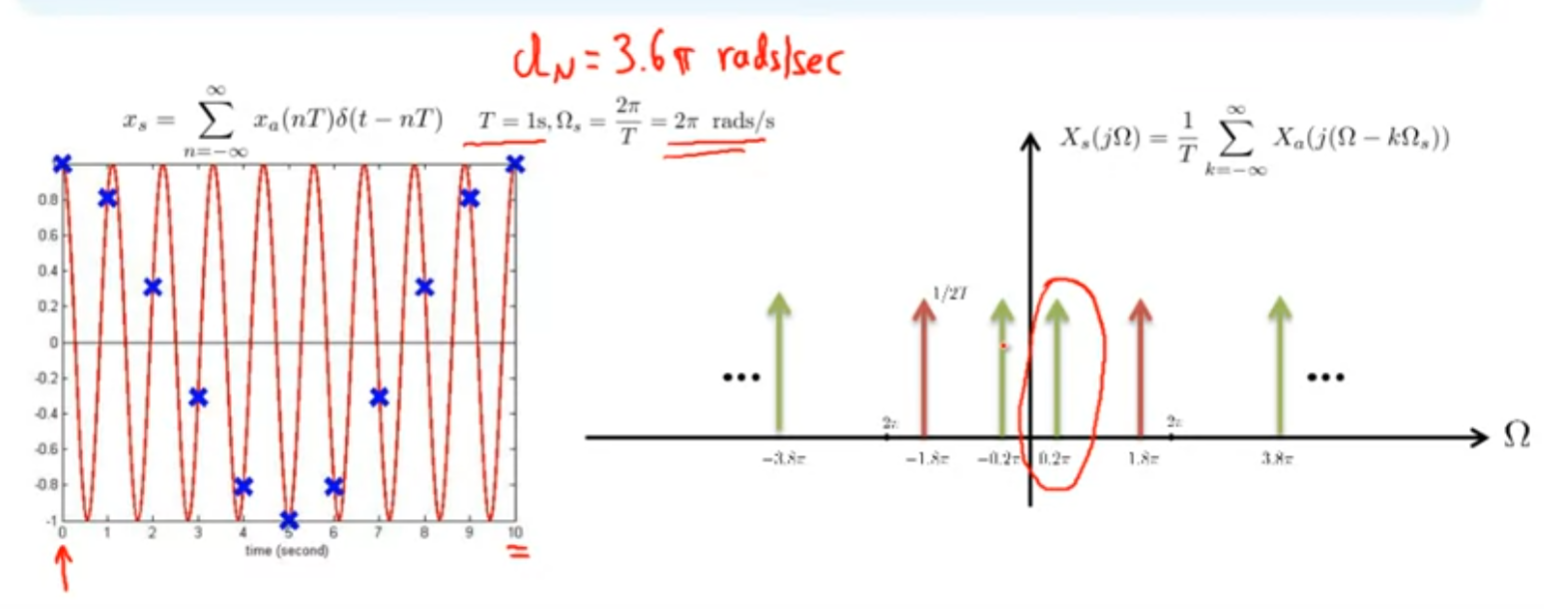 Ω_N = 3.6π rads/sec
x_s = ∑_{n=-∞}^{∞} x_a(nT)δ(t − nT)
T = 1s, Ω_s = 2π/T = 2π rads/s
X_s(jΩ) = 1/T ∑_{k=-∞}^{∞} X_a(j(Ω − kΩ_s))
0.8
0.6
0.4
0.2
0
-0.2
-0.4
-0.6
-0.8
-1
0 1 2 3 4 5 6 7 8 9 10
time (second)
1/2T
... ...
2π 2π
Ω
−3.8π −1.8π −0.2π 0.2π 1.8π 3.8π